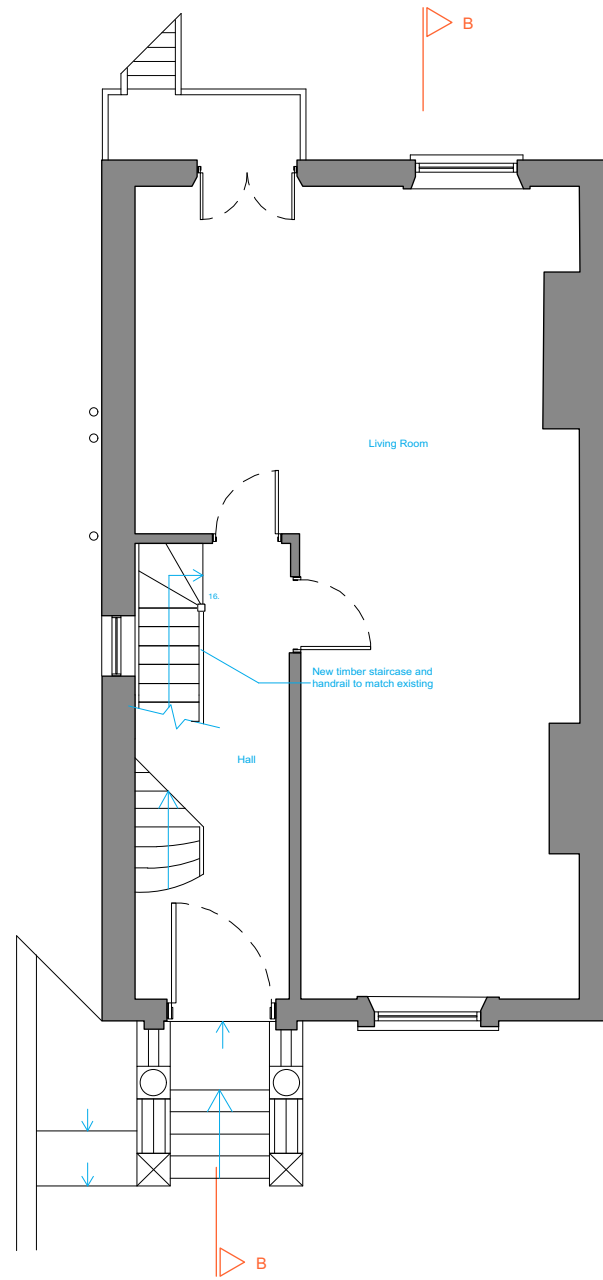 B
Living Room
16.
New timber staircase and
handrail to match existing
Hall
B